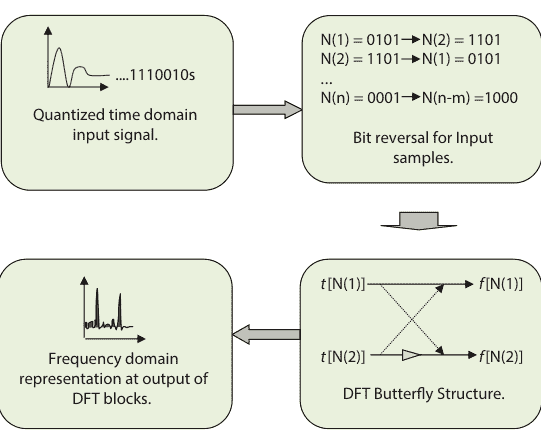 ....1110010s
Quantized time domain
input signal.
N(1) = 0101→N(2) = 1101
N(2) = 1101→N(1) = 0101
...
N(n) = 0001→N(n-m) =1000
Bit reversal for Input
samples.
t[N(1)] f[N(1)]
t[N(2)] f[N(2)]
DFT Butterfly Structure.
Frequency domain
representation at output of
DFT blocks.